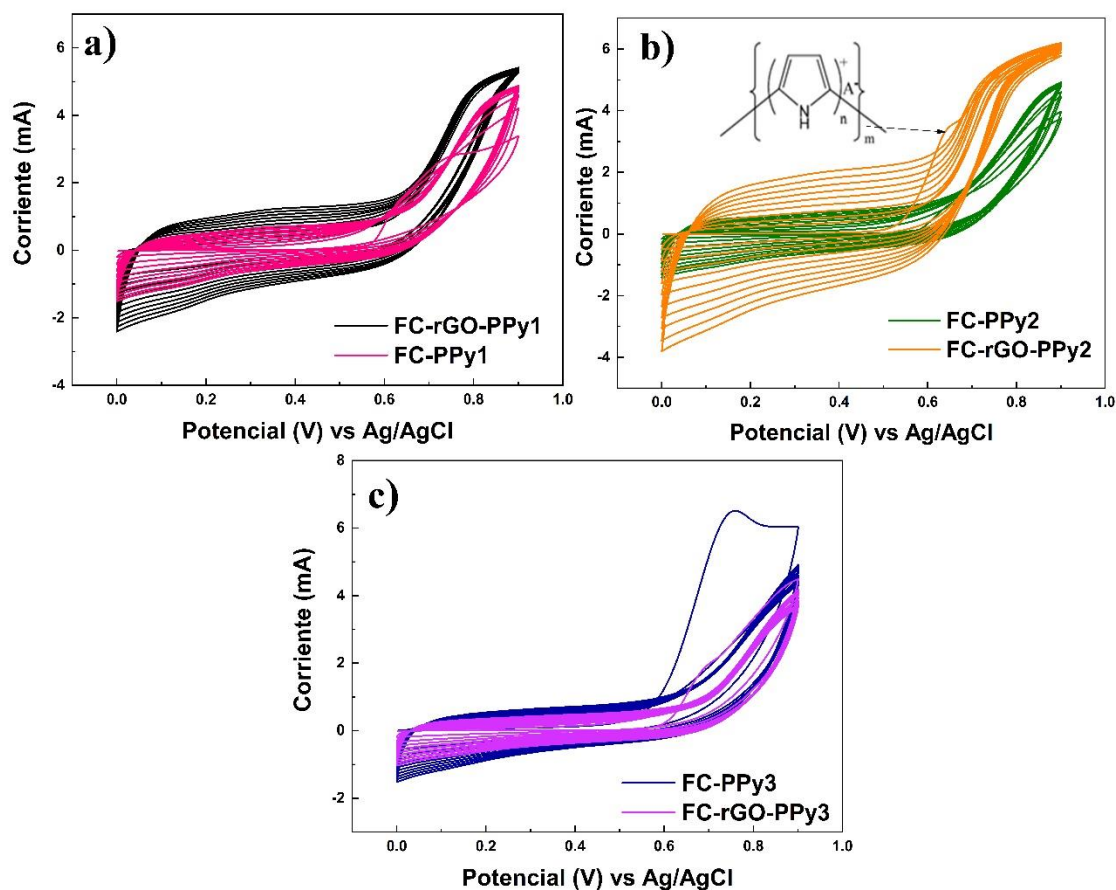 a)
Corriente (mA)
6
4
2
0
-2
-4
0.0 0.2 0.4 0.6 0.8 1.0
Potencial (V) vs Ag/AgCl
FC-rGO-PPy1
FC-PPy1
b)
Corriente (mA)
6
4
2
0
-2
-4
0.0 0.2 0.4 0.6 0.8 1.0
Potencial (V) vs Ag/AgCl
+
A-
NH
n
m
FC-PPy2
FC-rGO-PPy2
c)
Corriente (mA)
8
6
4
2
0
-2
0.0 0.2 0.4 0.6 0.8 1.0
Potencial (V) vs Ag/AgCl
FC-PPy3
FC-rGO-PPy3